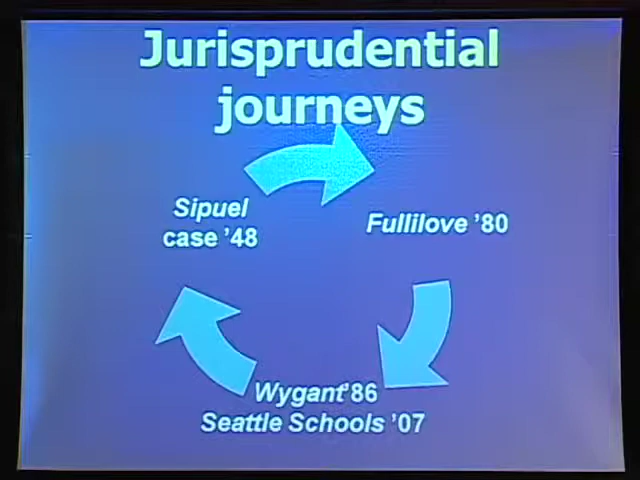 Jurisprudential
journeys
Sipuel
case ’48
Fullilove ’80
Wygant’86
Seattle Schools ’07